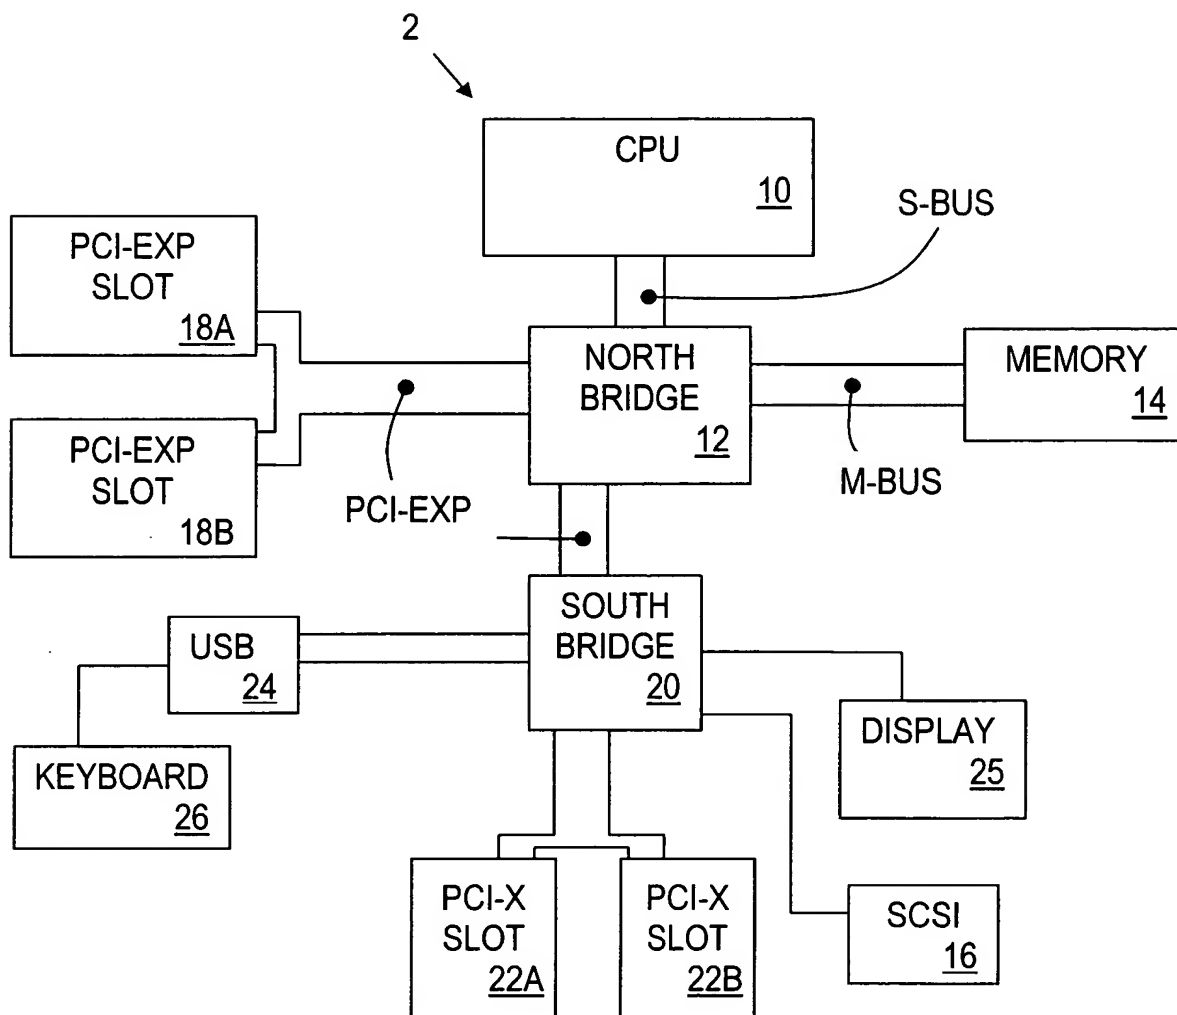 2
CPU
10
S-BUS
PCI-EXP
SLOT
18A
NORTH
BRIDGE
12
MEMORY
14
PCI-EXP
SLOT
18B
PCI-EXP
M-BUS
SOUTH
BRIDGE
20
USB
24
DISPLAY
25
KEYBOARD
26
PCI-X
SLOT
22A
PCI-X
SLOT
22B
SCSI
16